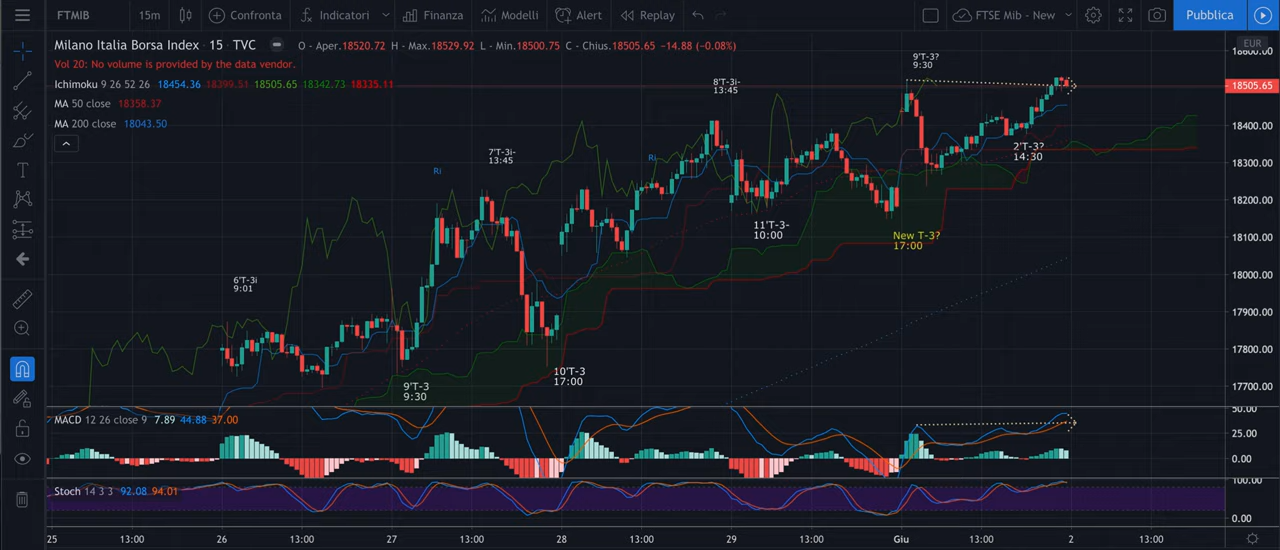 FTMIB 15m Confronta Indicatori Finanza Modelli Alert Replay FTSE Mib - New Pubblica
Milano Italia Borsa Index · 15 · TVC O - Aper.18520.72 H - Max.18529.92 L - Min.18500.75 C - Chius.18505.65 −14.88 (−0.08%)
Vol 20: No volume is provided by the data vendor.
Ichimoku 9 26 52 26 18454.36 18399.51 18505.65 18342.73 18335.11
MA 50 close 18358.37
MA 200 close 18043.50
EUR
18600.00
18505.65
18400.00
18300.00
18200.00
18100.00
18000.00
17900.00
17800.00
17700.00
9'T-3?
9:30
8'T-3i-
13:45
7'T-3i-
13:45
Ri
Ri
2'T-3?
14:30
11'T-3-
10:00
New T-3?
17:00
6'T-3i
9:01
10'T-3
17:00
9'T-3
9:30
MACD 12 26 close 9 7.89 44.88 37.00
50.00
25.00
0.00
Stoch 14 3 3 92.08 94.01
100.00
0.00
25 13:00 26 13:00 27 13:00 28 13:00 29 13:00 Giu 13:00 2 13:00